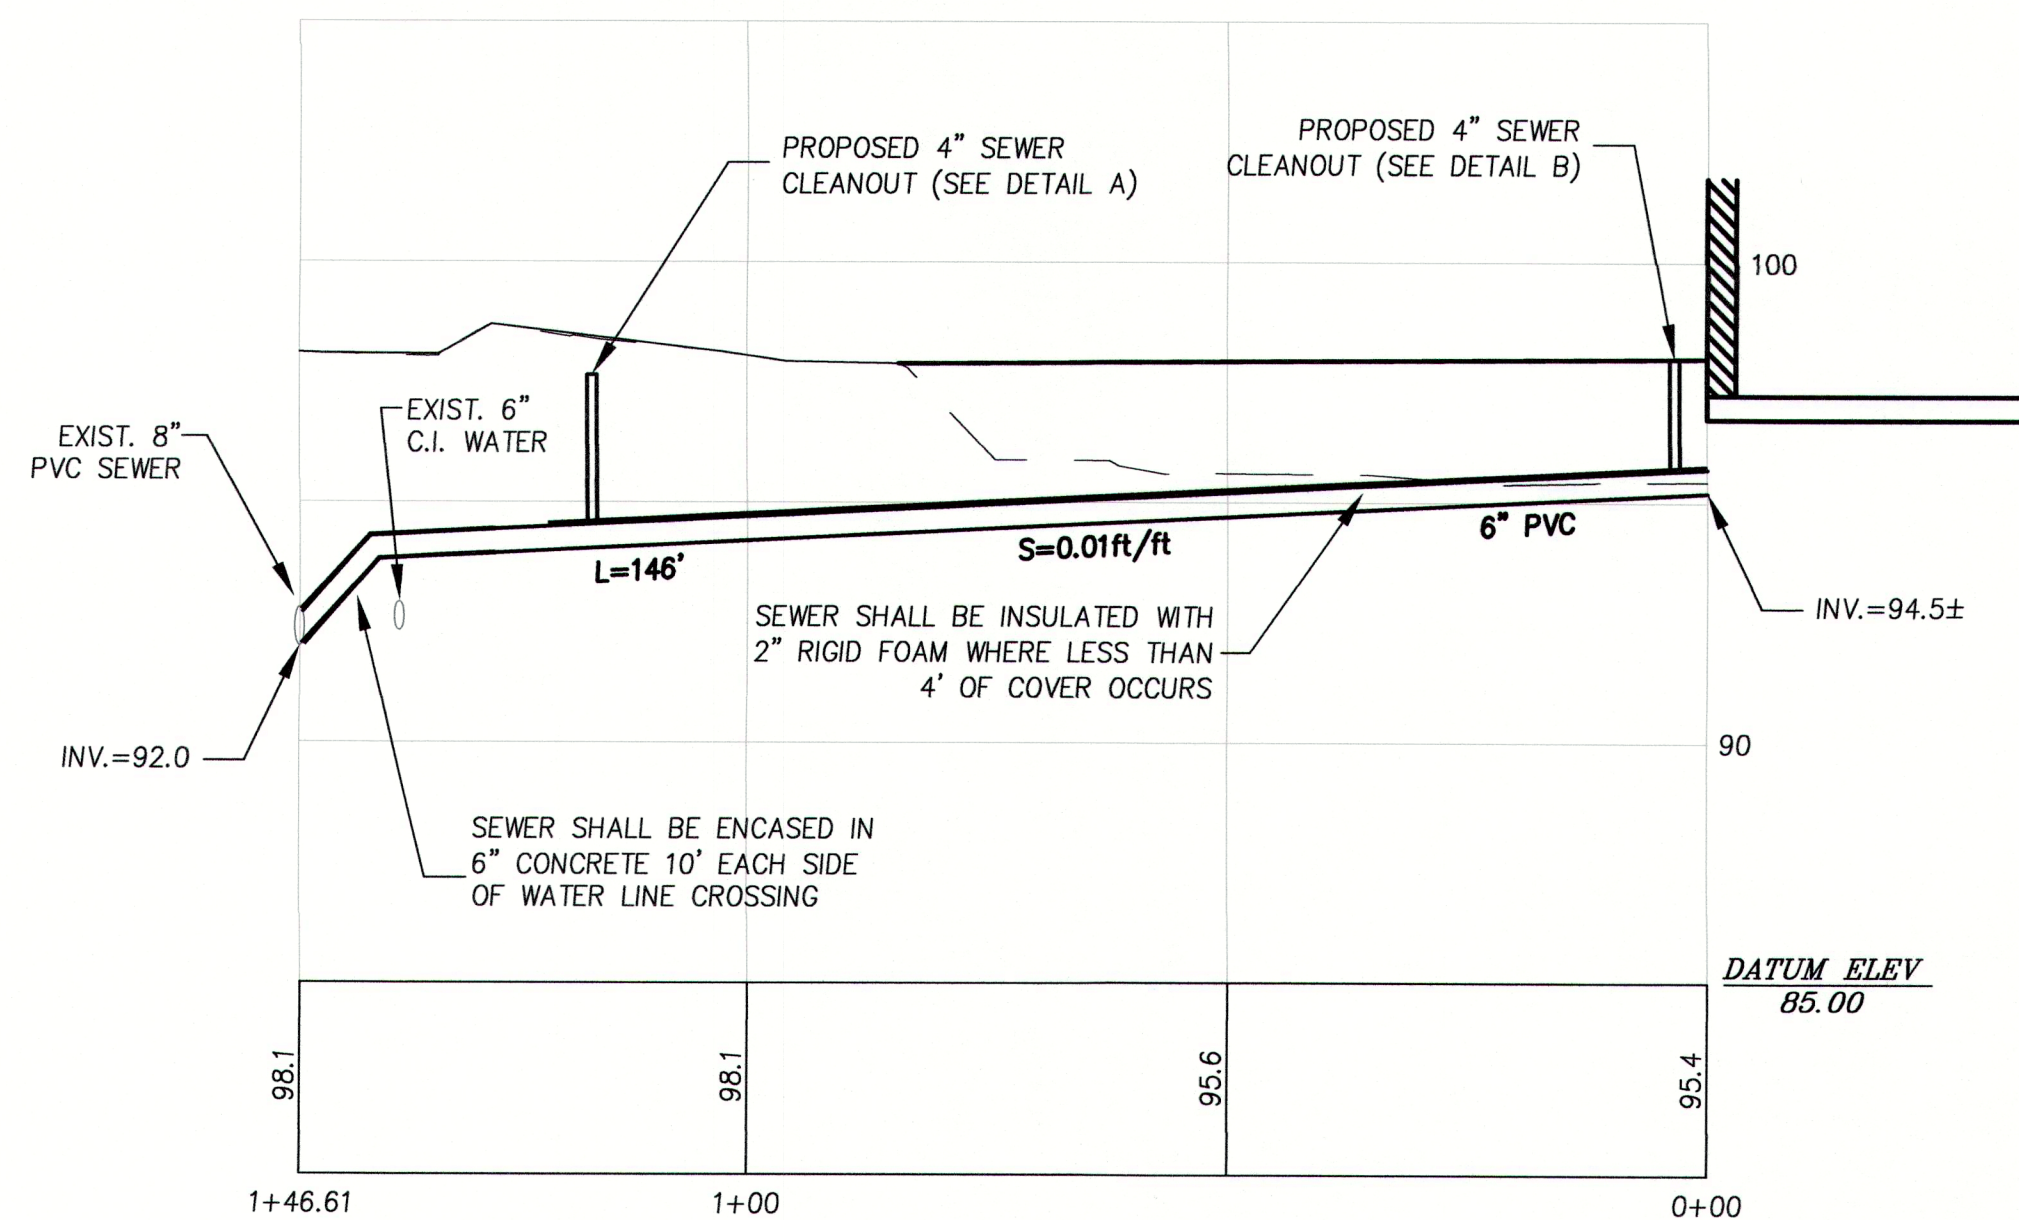 PROPOSED 4" SEWER
CLEANOUT (SEE DETAIL A)
PROPOSED 4" SEWER
CLEANOUT (SEE DETAIL B)
100
EXIST. 8"
PVC SEWER
EXIST. 6"
C.I. WATER
L=146'
S=0.01ft/ft
6" PVC
SEWER SHALL BE INSULATED WITH
2" RIGID FOAM WHERE LESS THAN
4' OF COVER OCCURS
INV.=94.5±
INV.=92.0
90
SEWER SHALL BE ENCASED IN
6" CONCRETE 10' EACH SIDE
OF WATER LINE CROSSING
DATUM ELEV
85.00
98.1
98.1
95.6
95.4
1+46.61
1+00
0+00